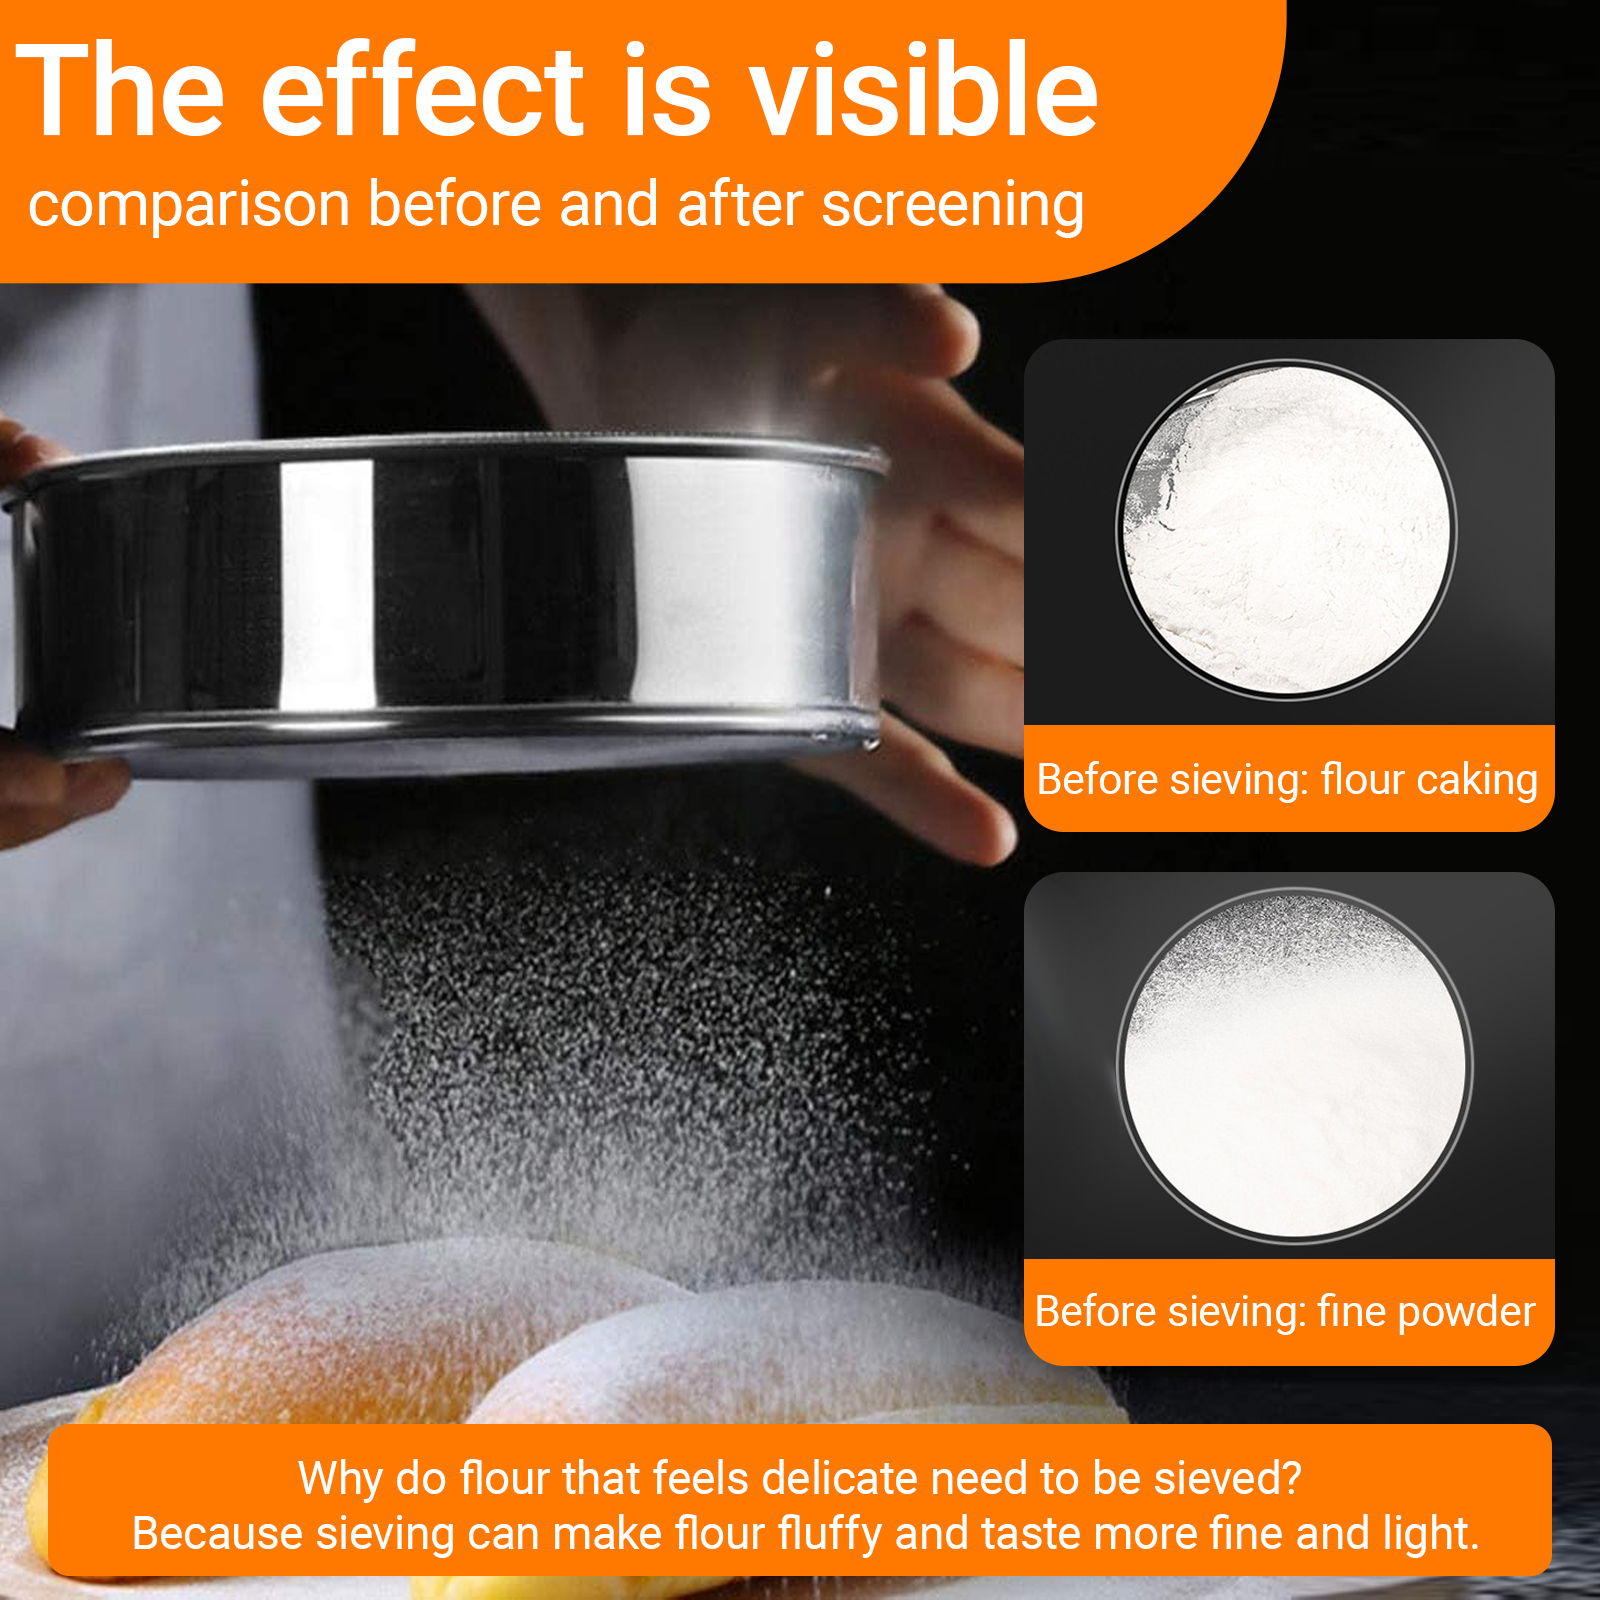 The effect is visible
comparison before and after screening
Before sieving: flour caking
Before sieving: fine powder
Why do flour that feels delicate need to be sieved?
Because sieving can make flour fluffy and taste more fine and light.